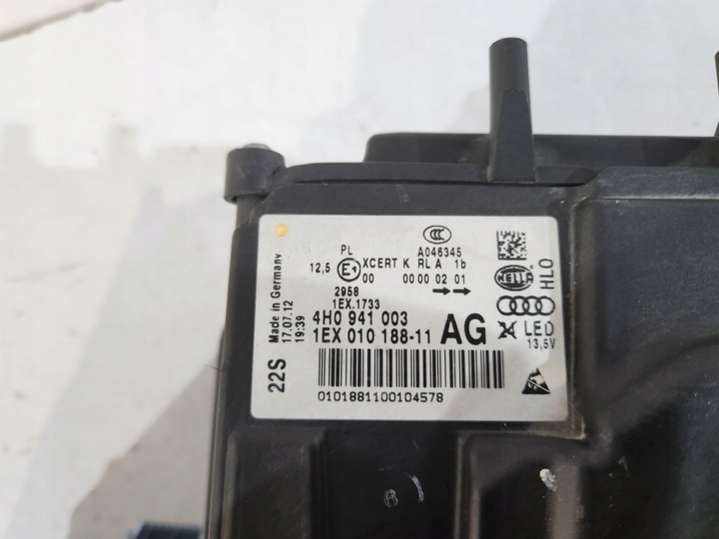 PL
A046345
12,5 E1 XCERT K RL A 1b
00 00 00 02 01
2958
1EX.1733
4H0 941 003
1EX 010 188-11 AG
0101881100104578
Made in Germany
17.07.12
19:39
22S
HELLA
HLO
LED
13,5V